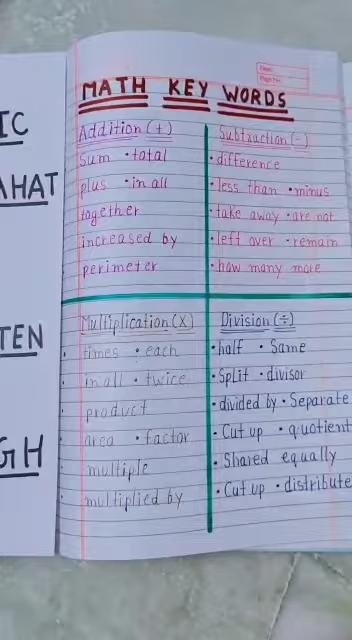 MATH KEY WORDS
Addition (+)
Sum • total
plus • in all
together
increased by
perimeter
Subtraction (-)
• difference
• less than • minus
• take away • are not
• left over • remain
• how many more
Multiplication (X)
• times • each
• in all • twice
• product
• area • factor
• multiple
• multiplied by
Division (÷)
• half • Same
• Split • divisor
• divided by • Separate
• Cut up • quotient
• Shared equally
• Cut up • distribute
IC
AHAT
TEN
GH